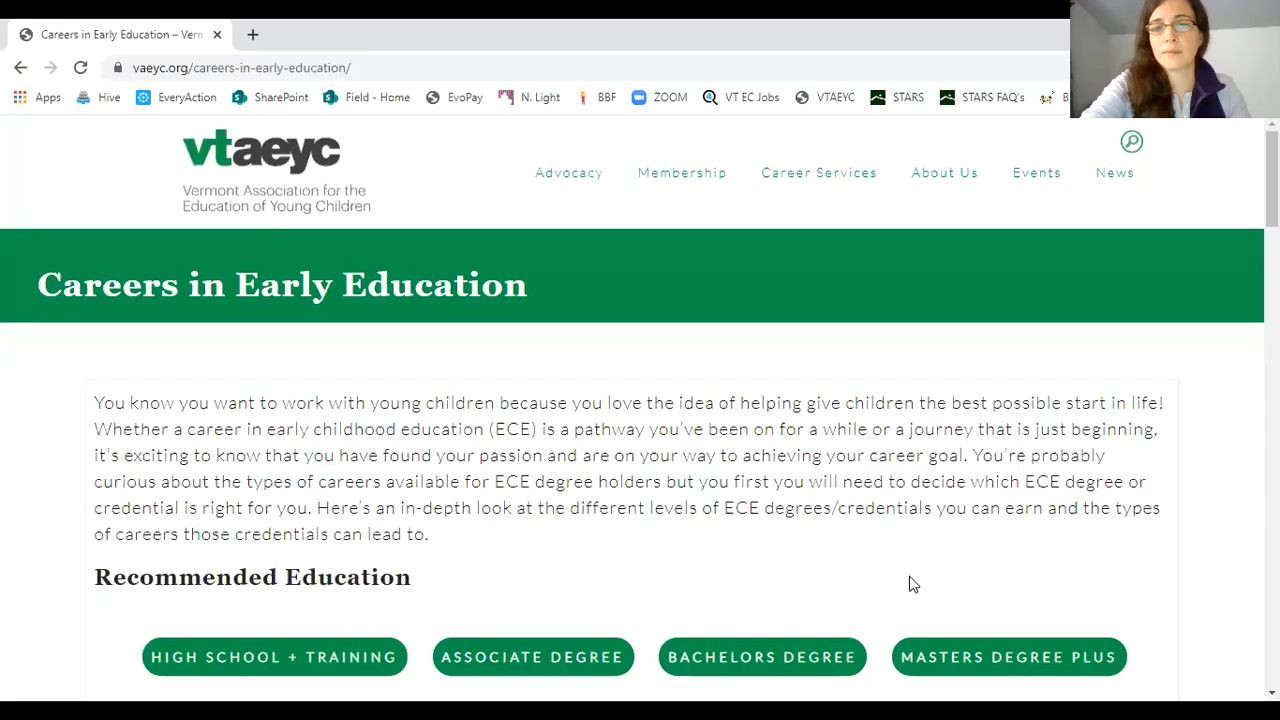 Careers in Early Education – Verm
vaeyc.org/careers-in-early-education/
Apps Hive EveryAction SharePoint Field - Home EvoPay N. Light BBF ZOOM VT EC Jobs VTAEYC STARS STARS FAQ's
vtaeyc
Vermont Association for the
Education of Young Children
Advocacy Membership Career Services About Us Events News
Careers in Early Education
You know you want to work with young children because you love the idea of helping give children the best possible start in life!
Whether a career in early childhood education (ECE) is a pathway you've been on for a while or a journey that is just beginning,
it's exciting to know that you have found your passion and are on your way to achieving your career goal. You're probably
curious about the types of careers available for ECE degree holders but you first you will need to decide which ECE degree or
credential is right for you. Here's an in-depth look at the different levels of ECE degrees/credentials you can earn and the types
of careers those credentials can lead to.
Recommended Education
HIGH SCHOOL + TRAINING ASSOCIATE DEGREE BACHELORS DEGREE MASTERS DEGREE PLUS